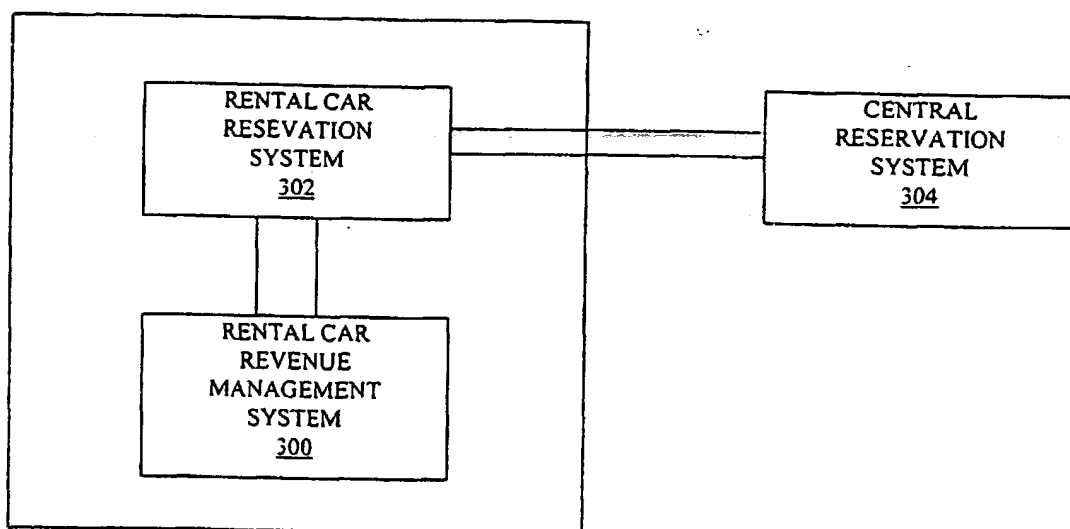 RENTAL CAR
RESEVATION
SYSTEM
302
CENTRAL
RESERVATION
SYSTEM
304
RENTAL CAR
REVENUE
MANAGEMENT
SYSTEM
300